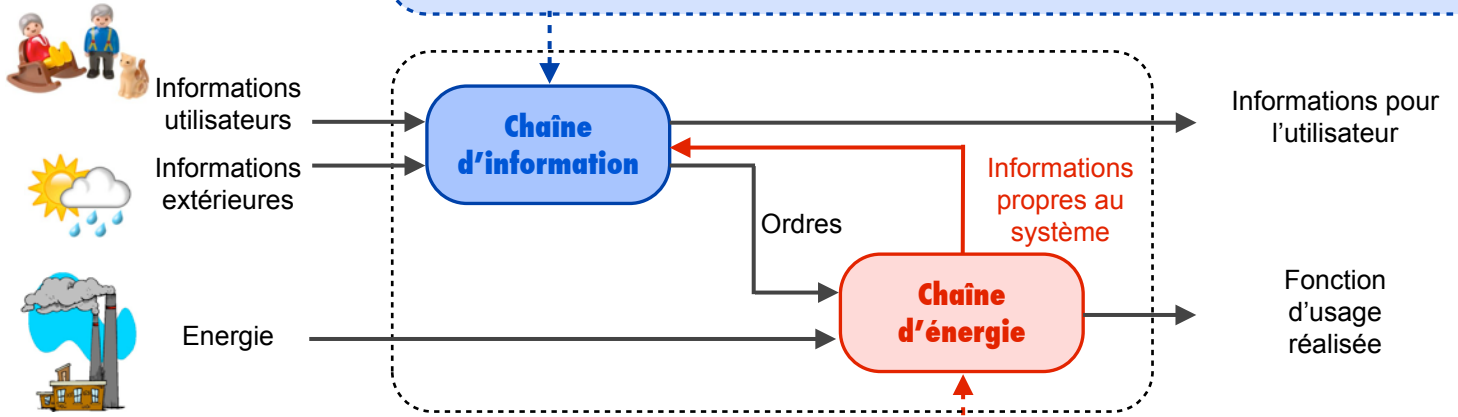 Informations
utilisateurs
Informations
extérieures
Energie
Chaîne
d’information
Ordres
Informations
propres au
système
Chaîne
d’énergie
Informations pour
l’utilisateur
Fonction
d’usage
réalisée